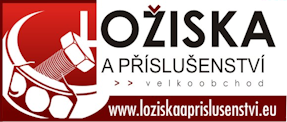 LOŽISKA
A PŘÍSLUŠENSTVÍ
>> velkoobchod
www.loziskaaprislusenstvi.eu